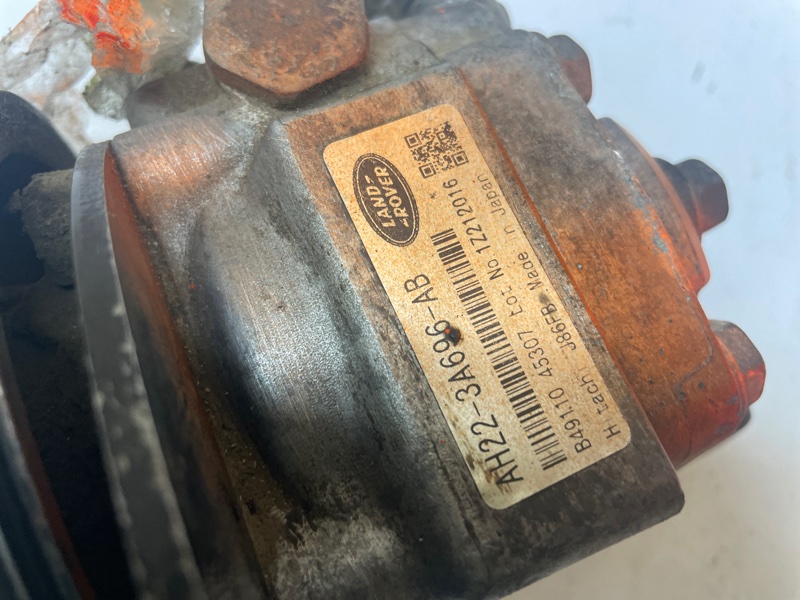 LAND-
-ROVER
AH22-3A696-AB
B49110 45307 Lot No 1Z212016
Hitachi J86FB Made in Japan